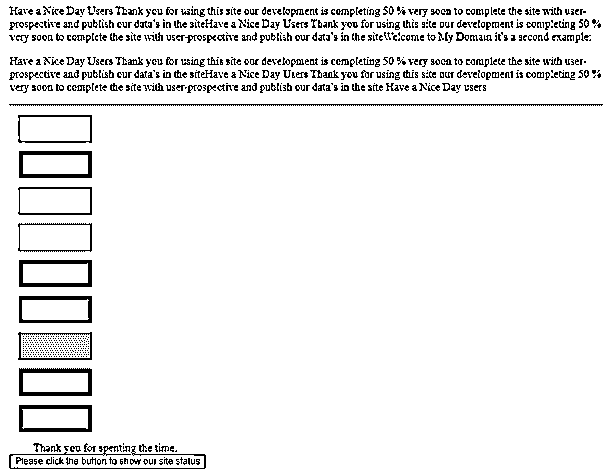 Have a Nice Day Users Thank you for using this site our development is completing 50 % very soon to complete the site with user-
prospective and publish our data's in the siteHave a Nice Day Users Thank you for using this site our development is completing 50 %
very soon to complete the site with user-prospective and publish our data's in the siteWelcome to My Domain it's a second example:
Have a Nice Day Users Thank you for using this site our development is completing 50 % very soon to complete the site with user-
prospective and publish our data's in the siteHave a Nice Day Users Thank you for using this site our development is completing 50 %
very soon to complete the site with user-prospective and publish our data's in the site Have a Nice Day users
Thank you for spenting the time.
Please click the button to show our site status